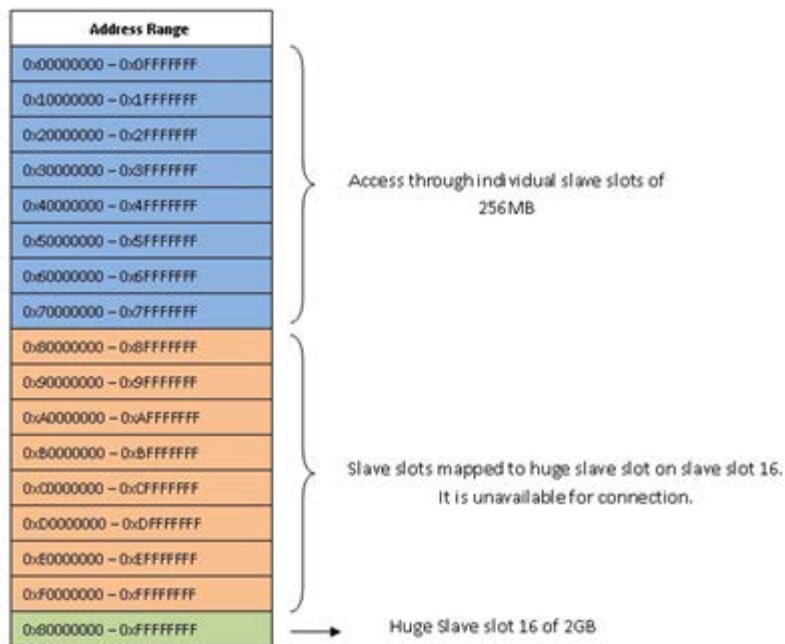 Address Range
0x00000000 – 0x0FFFFFFF
0x10000000 – 0x1FFFFFFF
0x20000000 – 0x2FFFFFFF
0x30000000 – 0x3FFFFFFF
0x40000000 – 0x4FFFFFFF
0x50000000 – 0x5FFFFFFF
0x60000000 – 0x6FFFFFFF
0x70000000 – 0x7FFFFFFF
Access through individual slave slots of
256MB
0x80000000 – 0x8FFFFFFF
0x90000000 – 0x9FFFFFFF
0xA0000000 – 0xAFFFFFFF
0xB0000000 – 0xBFFFFFFF
0xC0000000 – 0xCFFFFFFF
0xD0000000 – 0xDFFFFFFF
0xE0000000 – 0xEFFFFFFF
0xF0000000 – 0xFFFFFFFF
Slave slots mapped to huge slave slot on slave slot 16.
It is unavailable for connection.
0x80000000 – 0xFFFFFFFF
Huge Slave slot 16 of 2GB